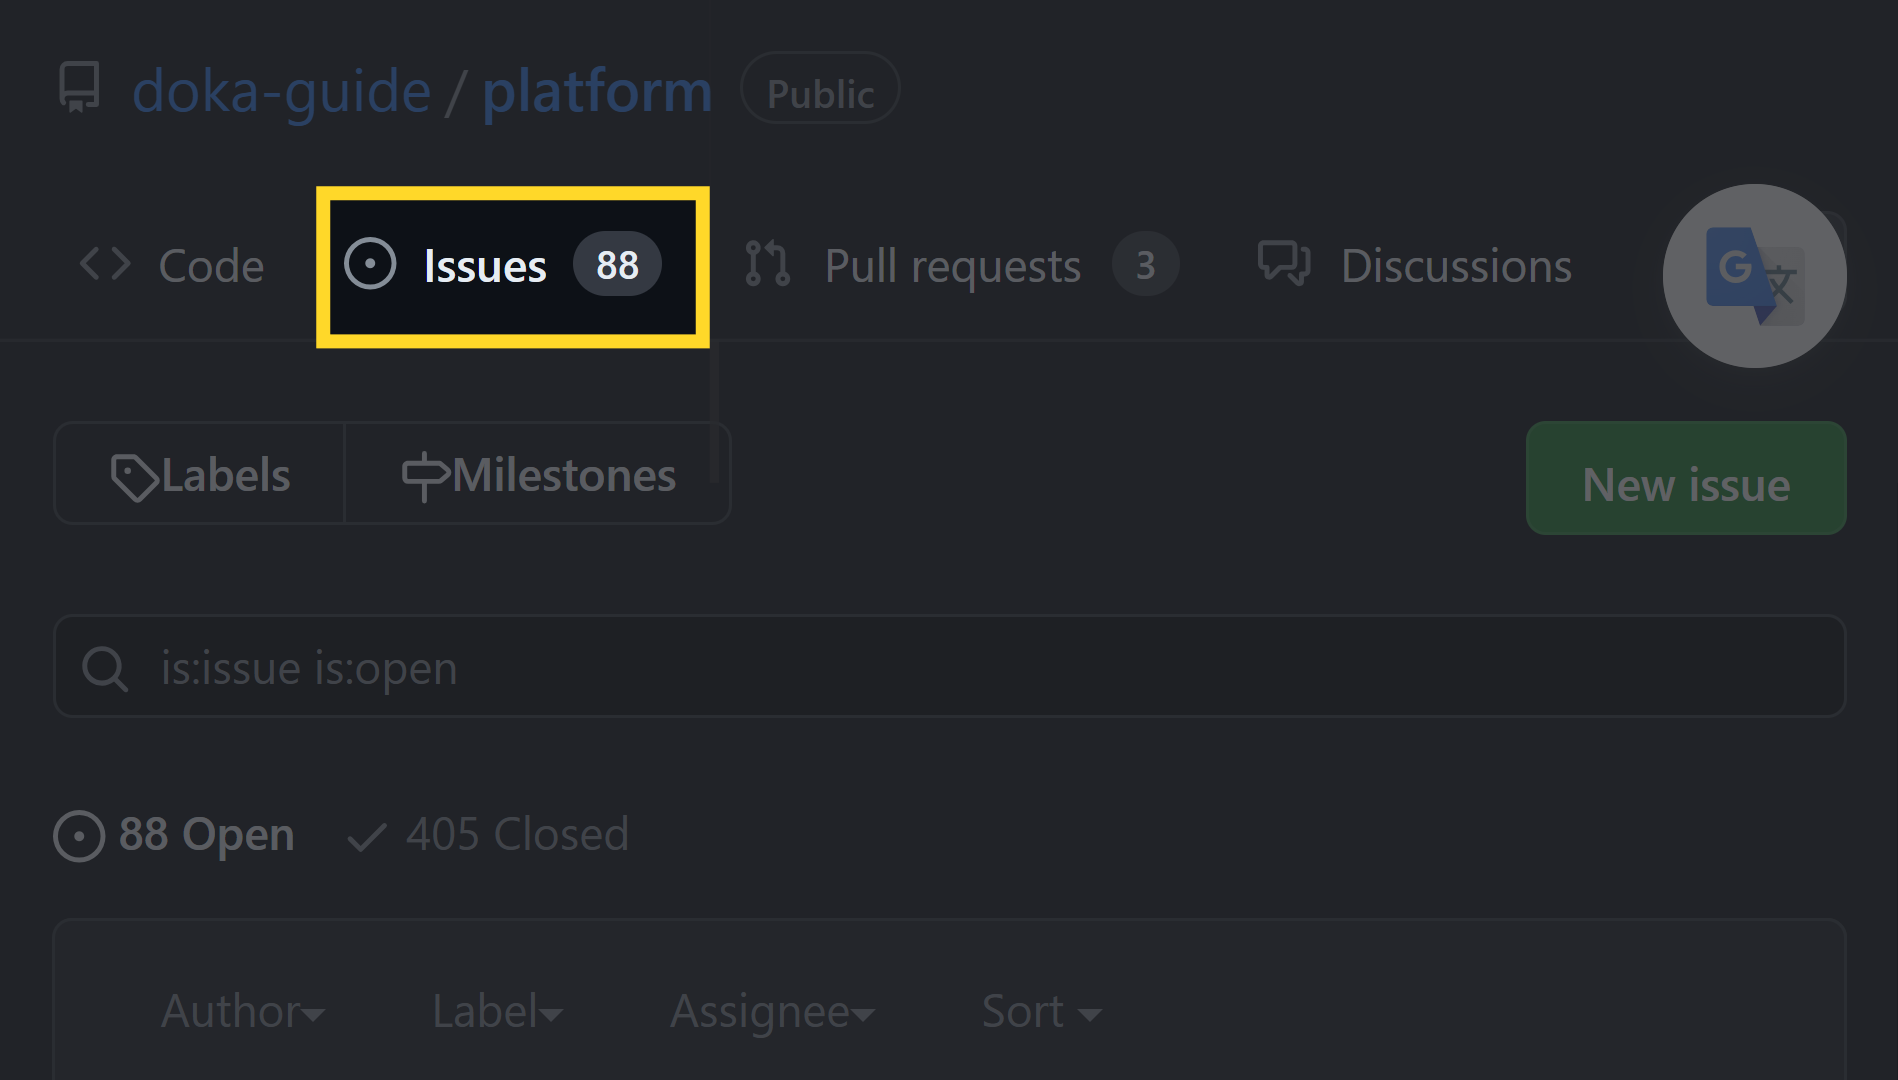 doka-guide / platform Public
Code Issues 88 Pull requests 3 Discussions
G 文
Labels Milestones New issue
is:issue is:open
88 Open 405 Closed
Author Label Assignee Sort